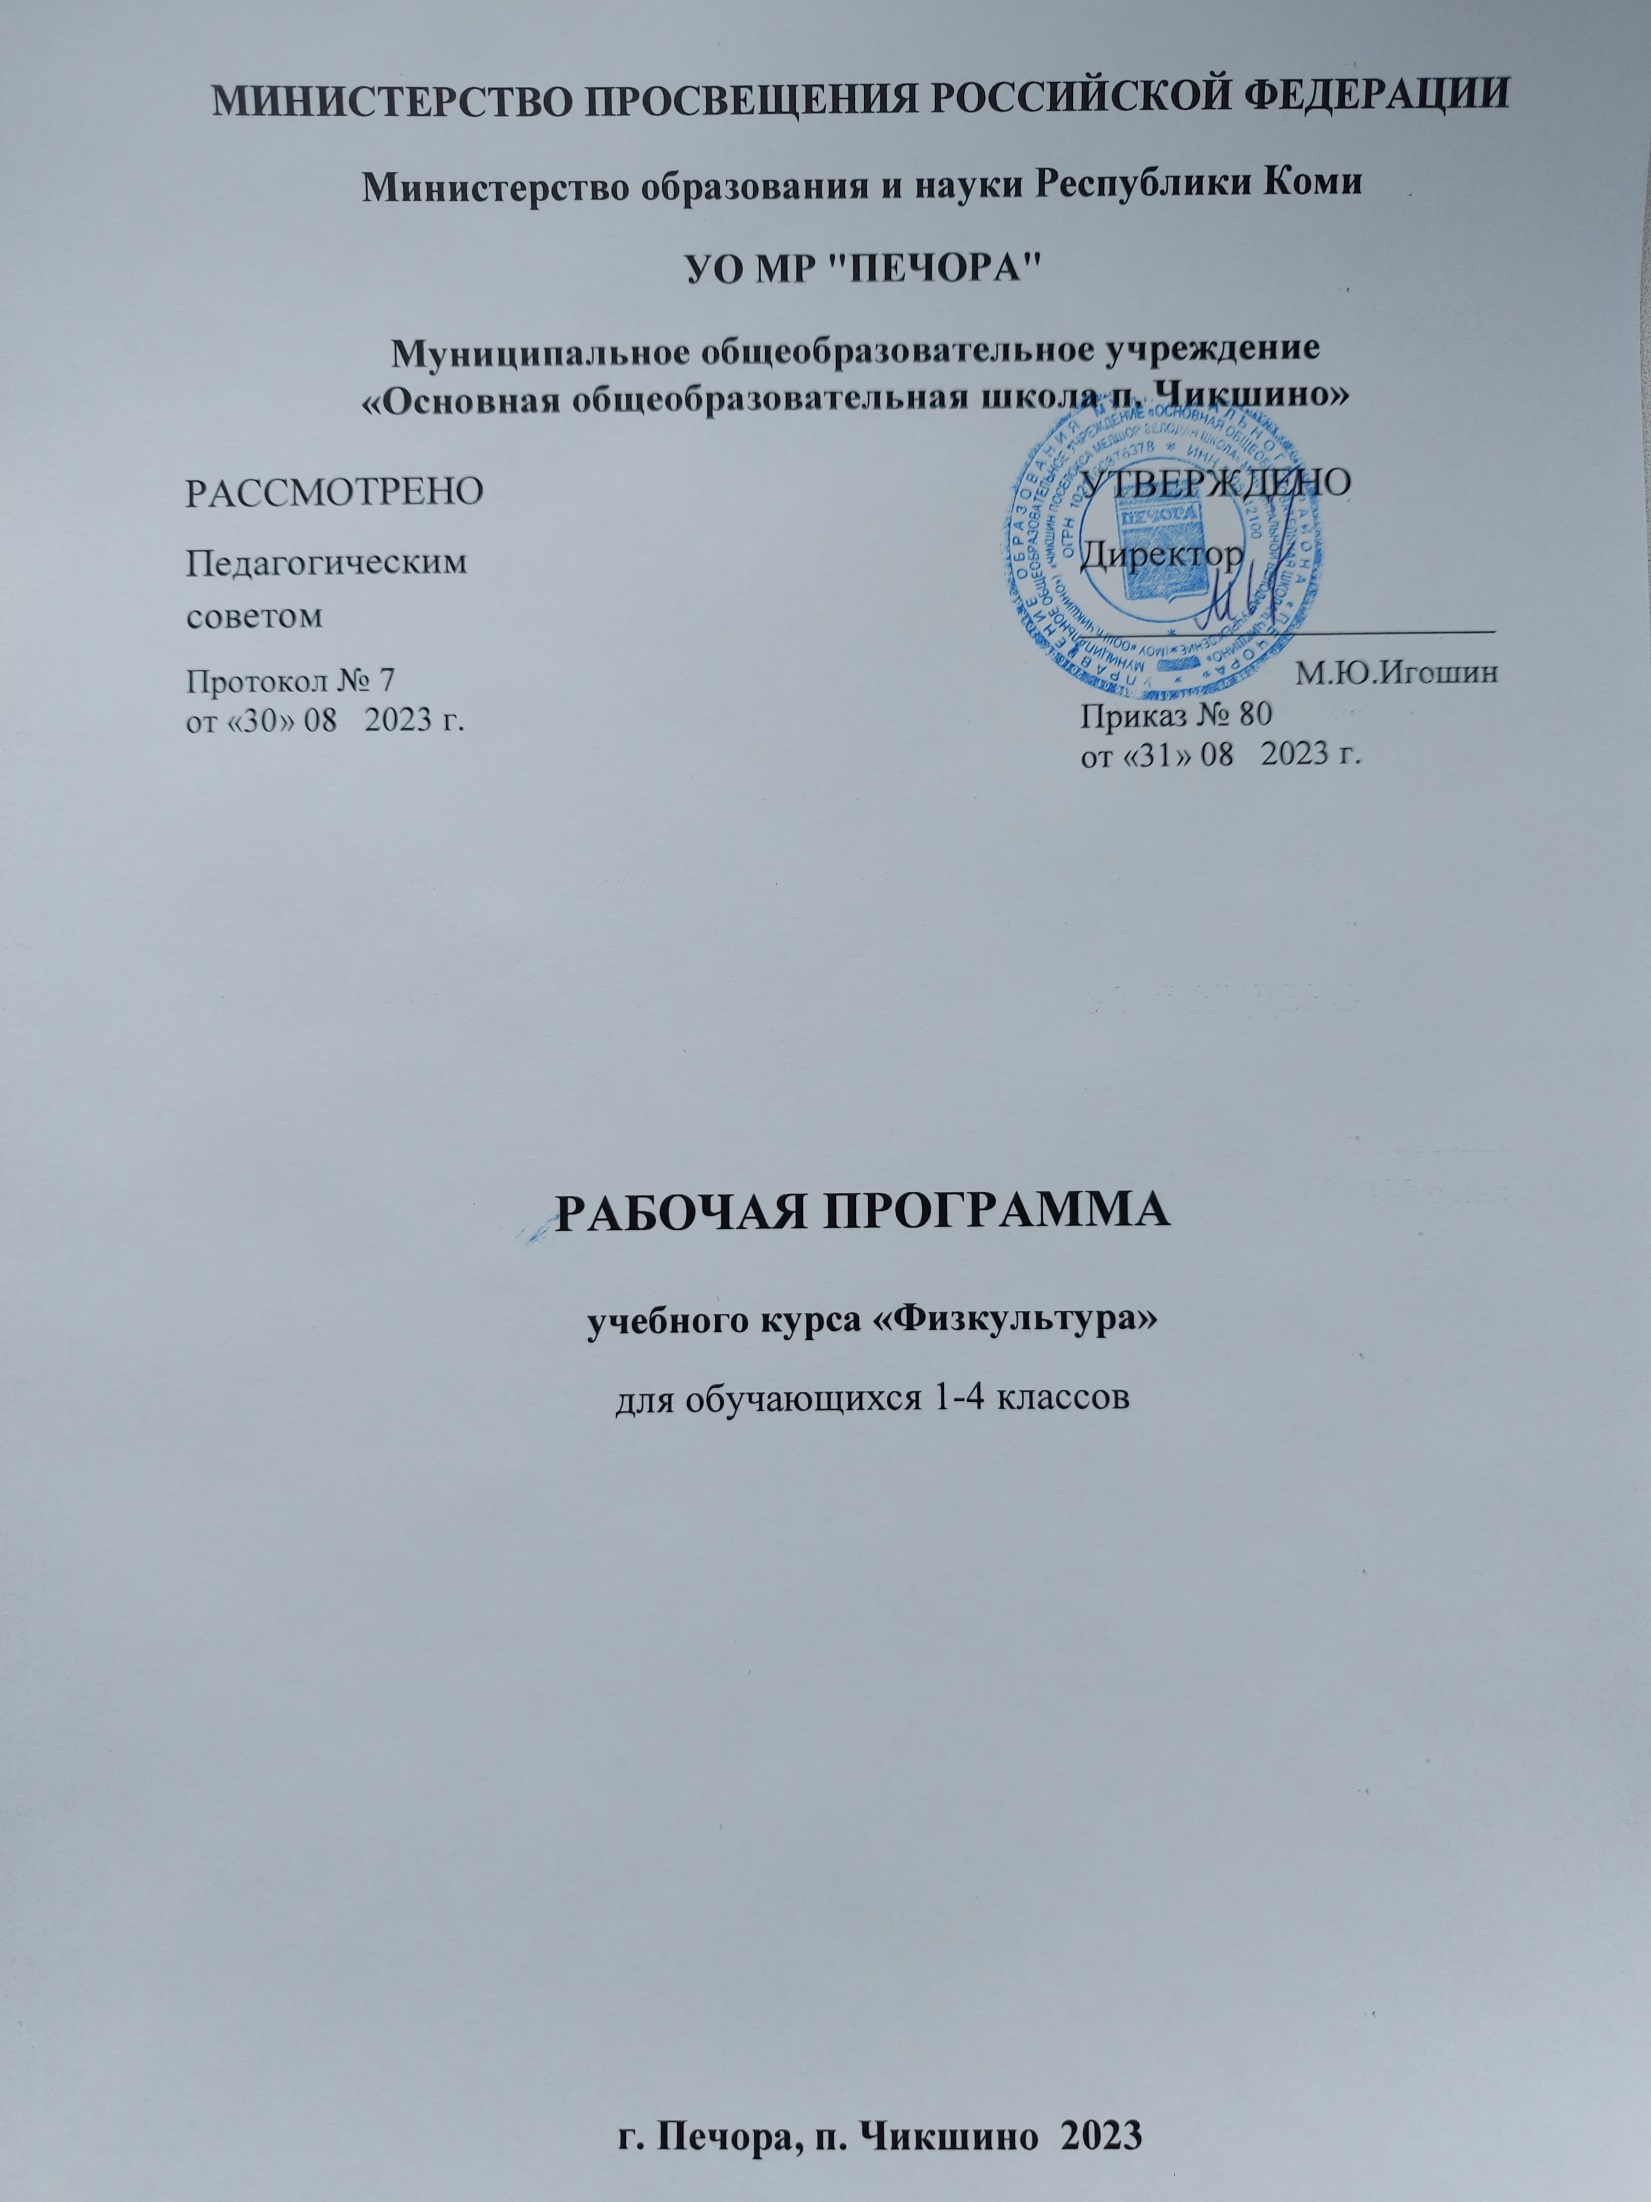 МИНИСТЕРСТВО ПРОСВЕЩЕНИЯ РОССИЙСКОЙ ФЕДЕРАЦИИ
Министерство образования и науки Республики Коми
УО МР "ПЕЧОРА"
Муниципальное общеобразовательное учреждение
«Основная общеобразовательная школа п. Чикшино»
РАССМОТРЕНО
Педагогическим
советом
Протокол № 7
от «30» 08 2023 г.
УТВЕРЖДЕНО
Директор
М.Ю.Игошин
Приказ № 80
от «31» 08 2023 г.
ПЕЧОРА
РАБОЧАЯ ПРОГРАММА
учебного курса «Физкультура»
для обучающихся 1-4 классов
г. Печора, п. Чикшино 2023